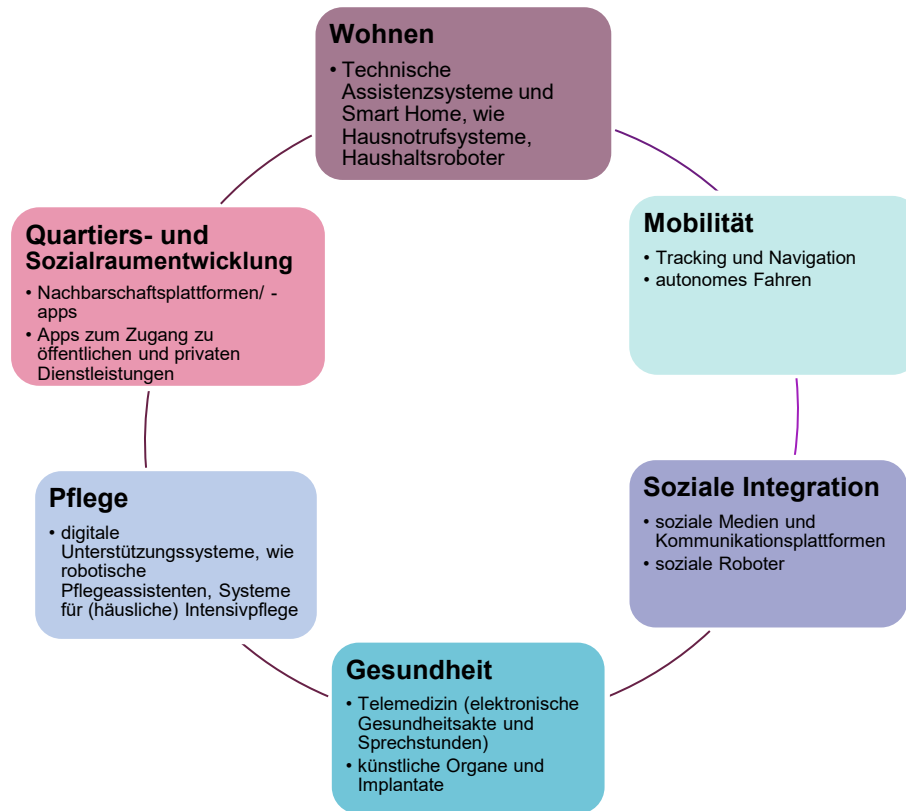 Wohnen
• Technische
Assistenzsysteme und
Smart Home, wie
Hausnotrufsysteme,
Haushaltsroboter
Mobilität
• Tracking und Navigation
• autonomes Fahren
Soziale Integration
• soziale Medien und
Kommunikationsplattformen
• soziale Roboter
Gesundheit
• Telemedizin (elektronische
Gesundheitsakte und
Sprechstunden)
• künstliche Organe und
Implantate
Pflege
• digitale
Unterstützungssysteme, wie
robotische
Pflegeassistenten, Systeme
für (häusliche) Intensivpflege
Quartiers- und
Sozialraumentwicklung
• Nachbarschaftsplattformen/ -
apps
• Apps zum Zugang zu
öffentlichen und privaten
Dienstleistungen